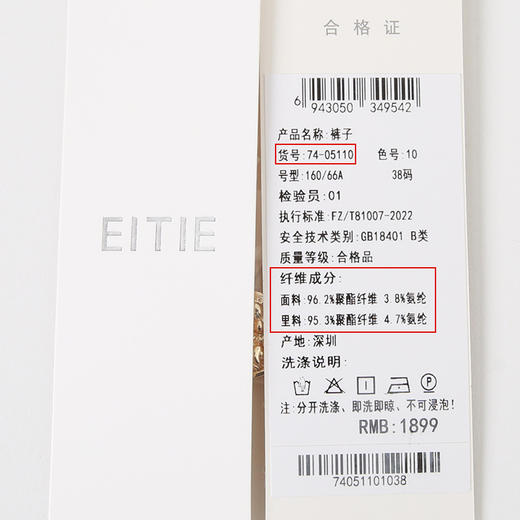 EITIE
合格证
6 943050 349542
产品名称:裤子
货号:74-05110 色号:10
号型:160/66A 38码
检验员:01
执行标准:FZ/T81007-2022
安全技术类别:GB18401 B类
质量等级:合格品
纤维成分:
面料:96.2%聚酯纤维 3.8%氨纶
里料:95.3%聚酯纤维 4.7%氨纶
产地:深圳
洗涤说明:
注:分开洗涤、即洗即晾、不可浸泡!
RMB:1899
74051101038